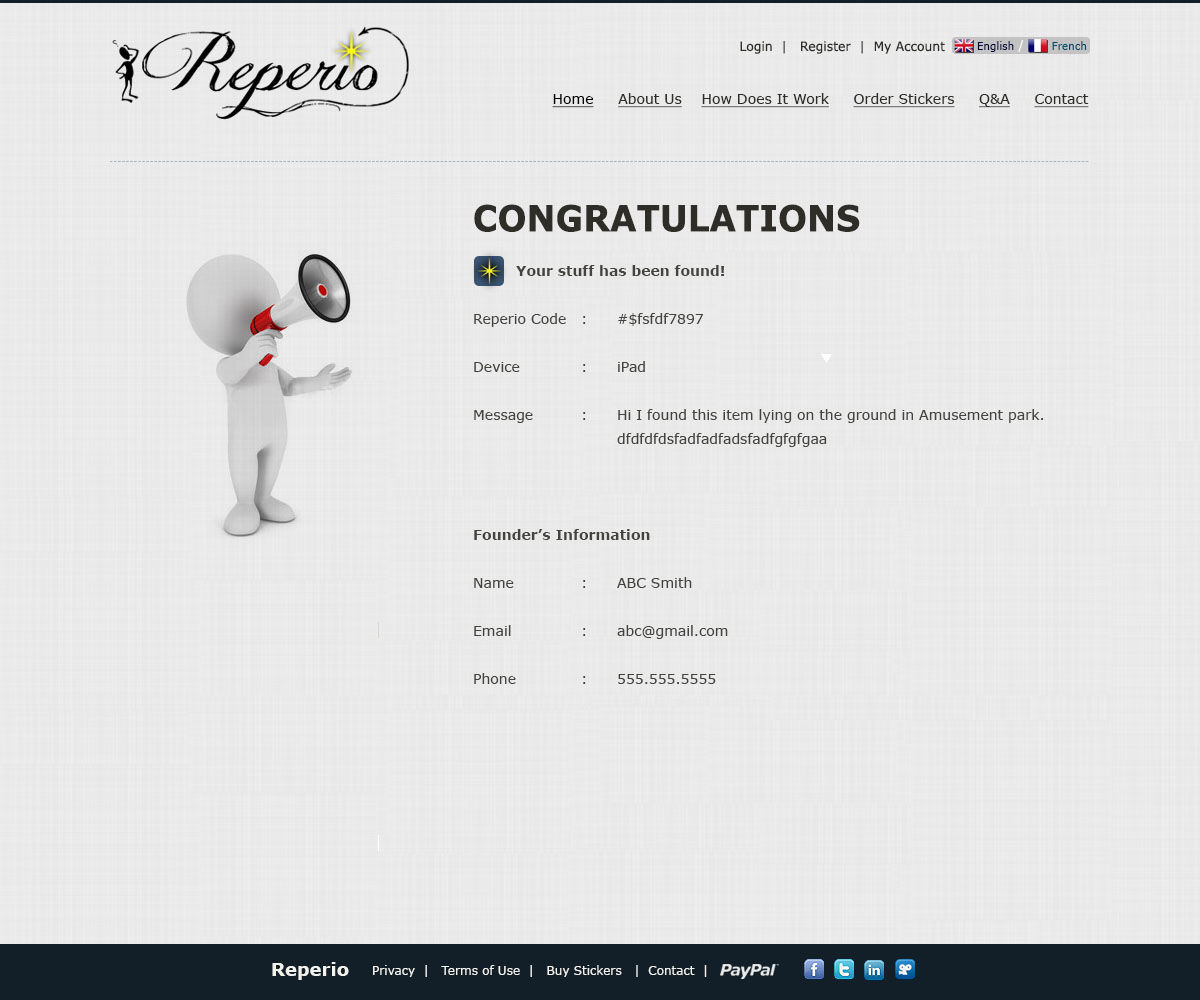 Reperio
Login | Register | My Account English / French
Home About Us How Does It Work Order Stickers Q&A Contact
CONGRATULATIONS
Your stuff has been found!
Reperio Code : #$fsfdf7897
Device : iPad
Message : Hi I found this item lying on the ground in Amusement park.
dfdfdfdsfadfadfadsfadfgfgfgaa
Founder’s Information
Name : ABC Smith
Email : abc@gmail.com
Phone : 555.555.5555
Reperio Privacy | Terms of Use | Buy Stickers | Contact | PayPal f t in